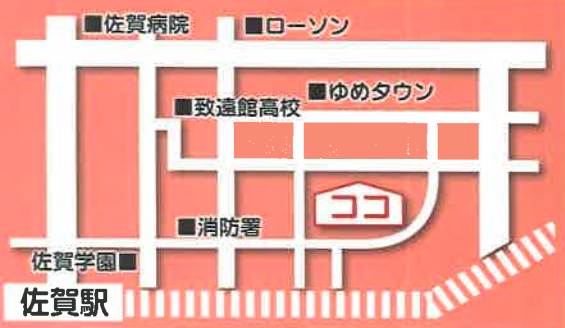 ■佐賀病院
■ローソン
■ゆめタウン
■致遠館高校
ココ
■消防署
佐賀学園■
佐賀駅